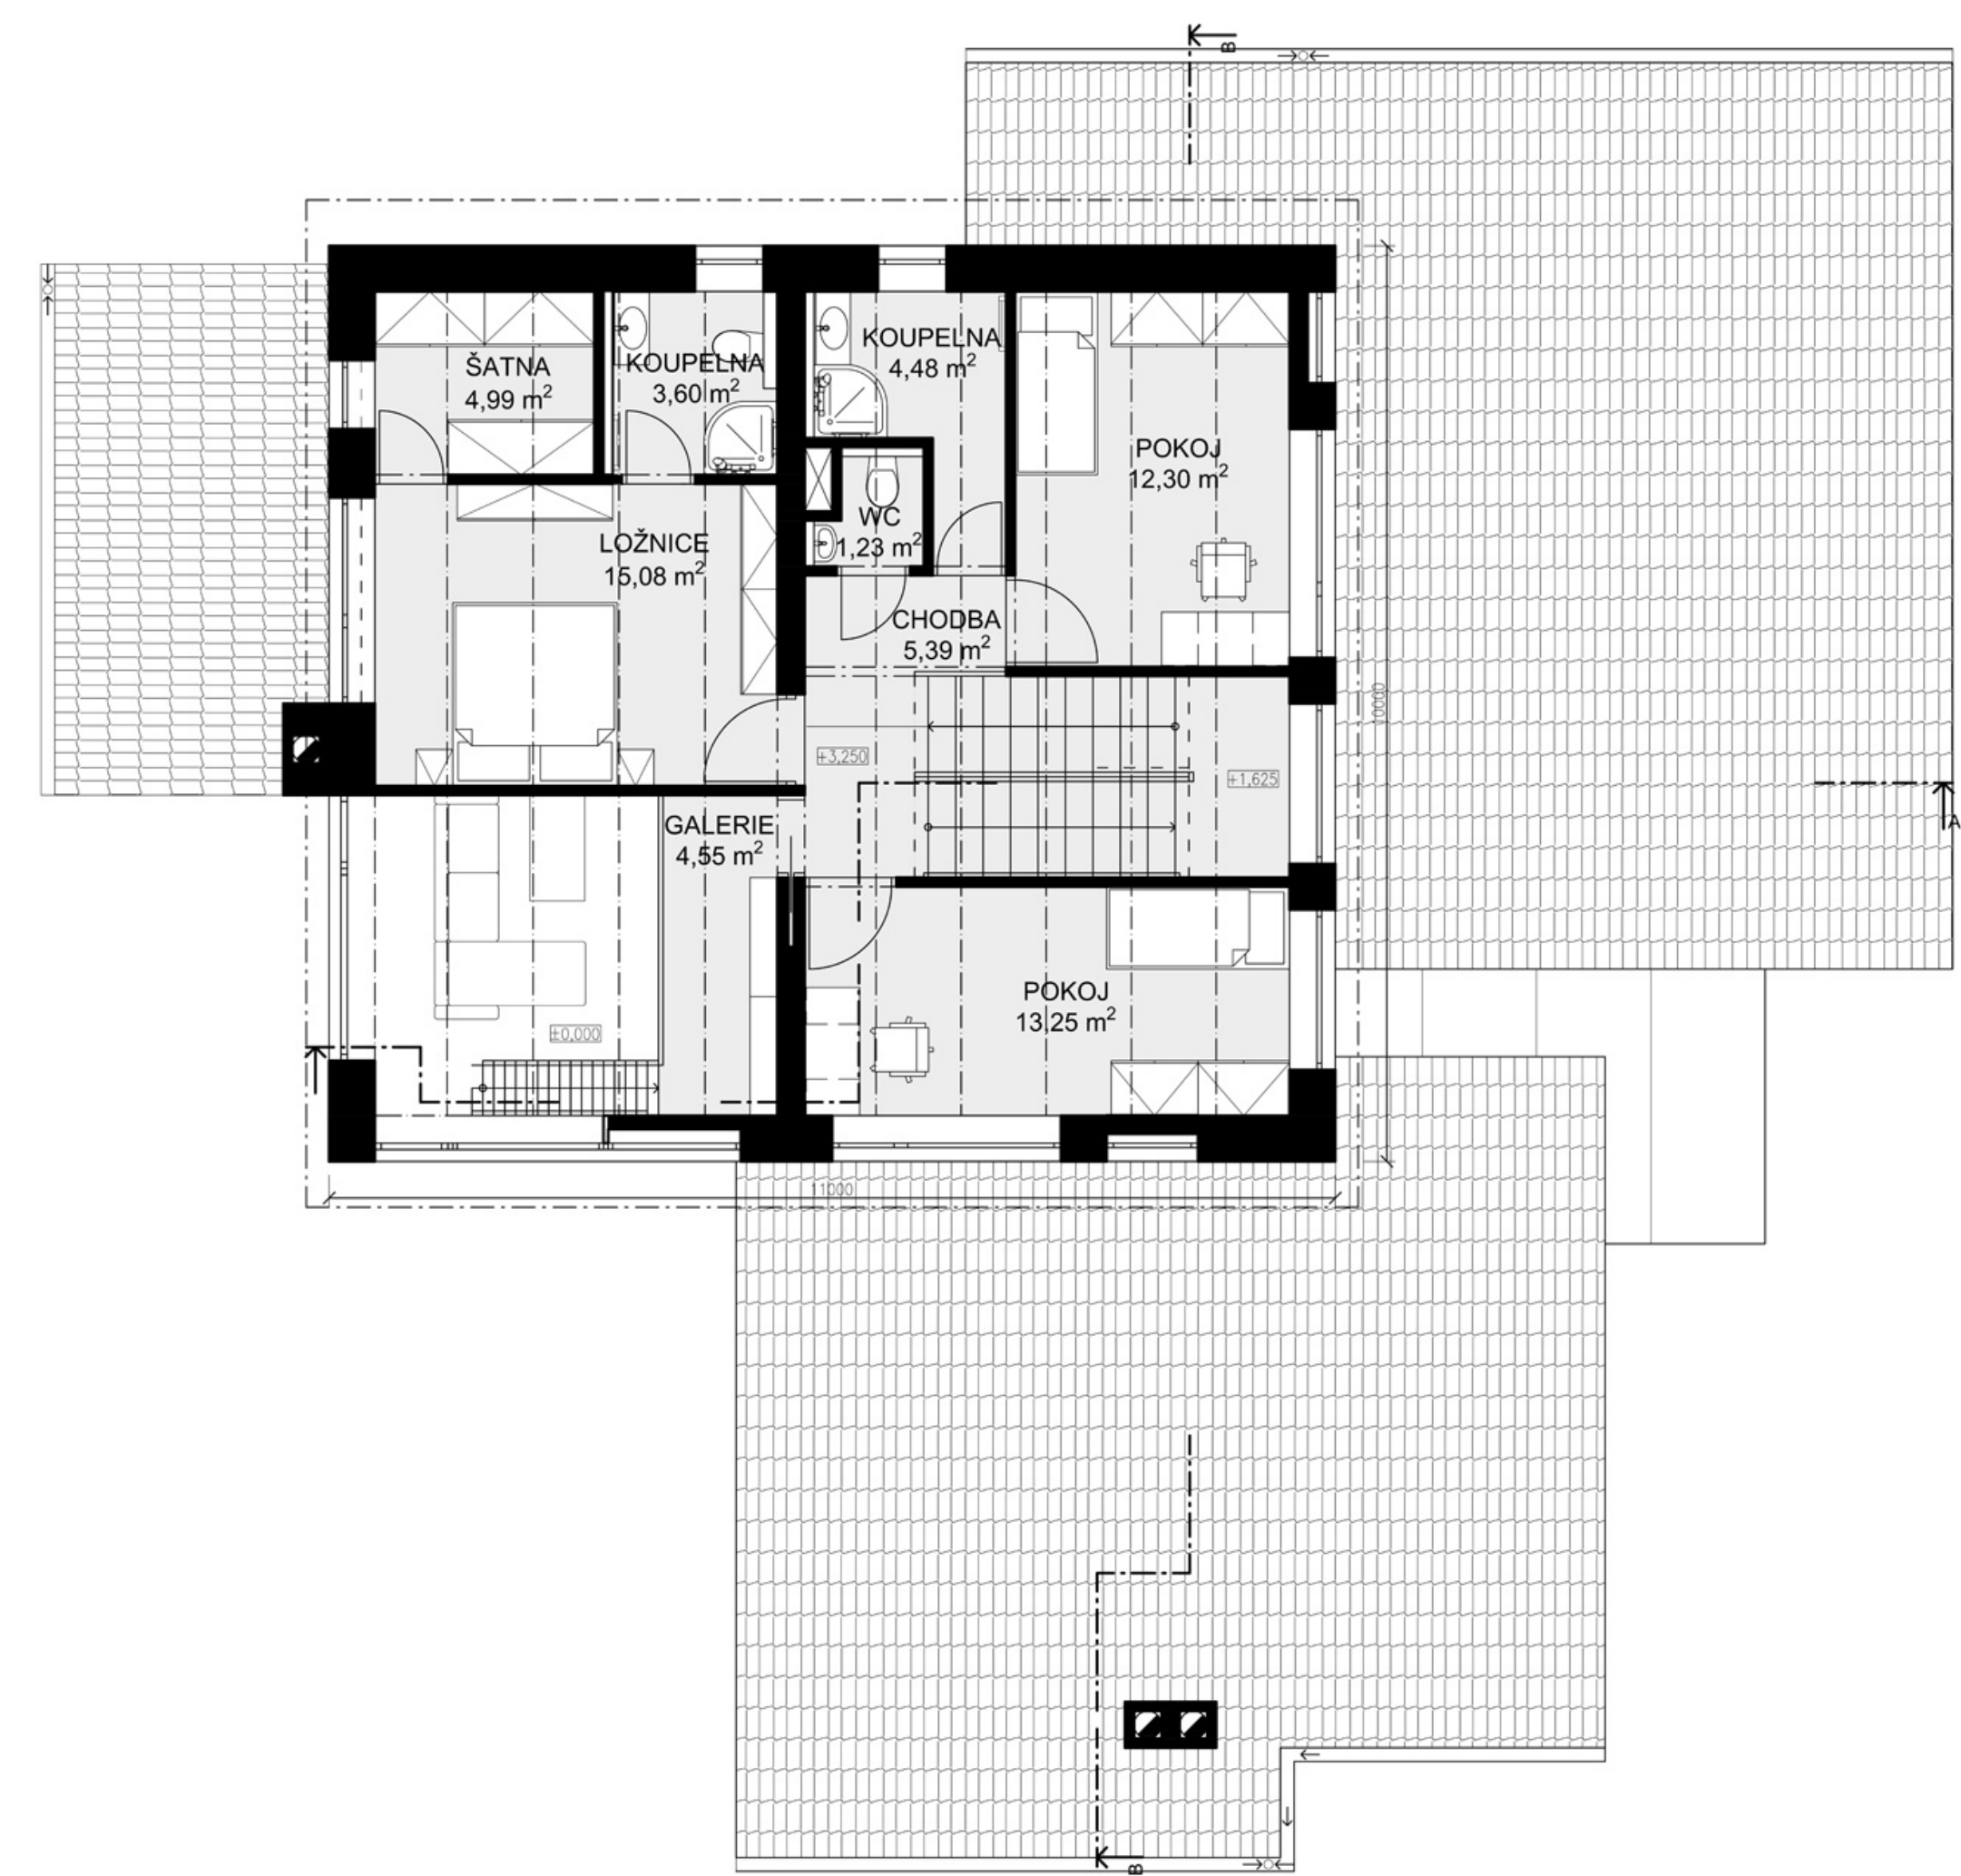 B
ŠATNA
4,99 m²
KOUPELNA
3,60 m²
KOUPELNA
4,48 m²
POKOJ
12,30 m²
WC
1,23 m²
LOŽNICE
15,08 m²
CHODBA
5,39 m²
10000
+3,250
+1,625
A
GALERIE
4,55 m²
POKOJ
13,25 m²
±0,000
11000
B